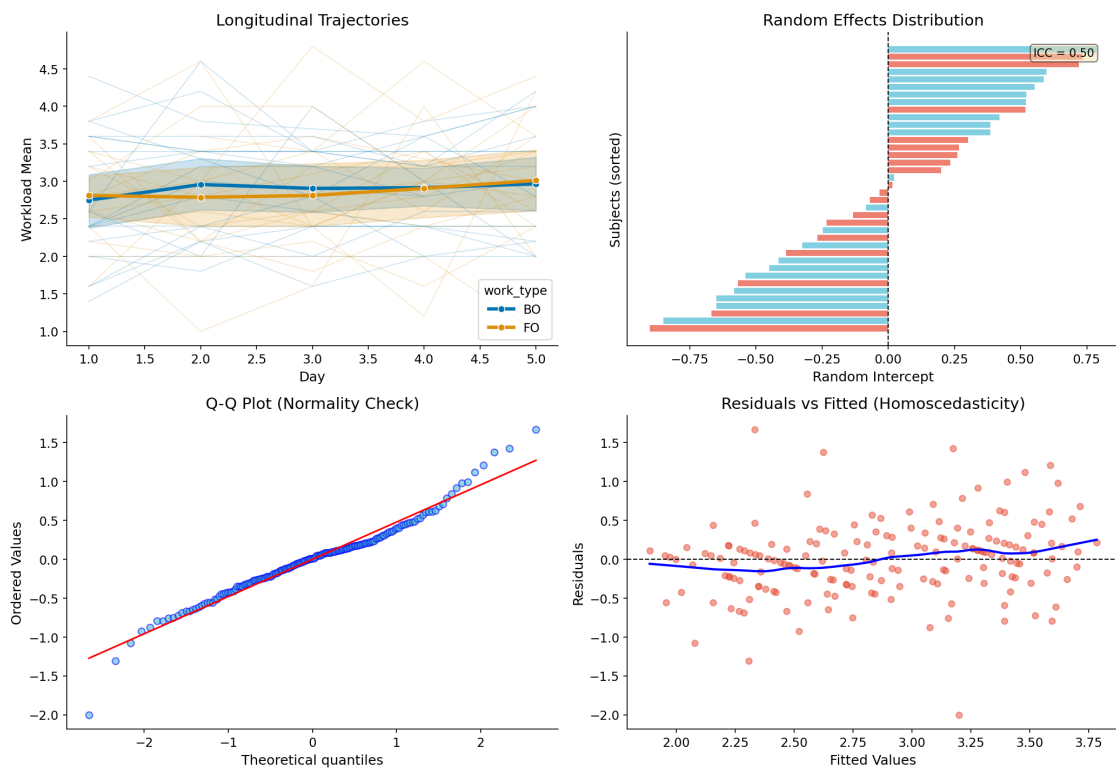 Longitudinal Trajectories
Workload Mean
4.5
4.0
3.5
3.0
2.5
2.0
1.5
1.0
work_type
BO
FO
1.0 1.5 2.0 2.5 3.0 3.5 4.0 4.5 5.0
Day
Random Effects Distribution
ICC = 0.50
Subjects (sorted)
−0.75 −0.50 −0.25 0.00 0.25 0.50 0.75
Random Intercept
Q-Q Plot (Normality Check)
Ordered Values
1.5
1.0
0.5
0.0
−0.5
−1.0
−1.5
−2.0
−2 −1 0 1 2
Theoretical quantiles
Residuals vs Fitted (Homoscedasticity)
Residuals
1.5
1.0
0.5
0.0
−0.5
−1.0
−1.5
−2.0
2.00 2.25 2.50 2.75 3.00 3.25 3.50 3.75
Fitted Values